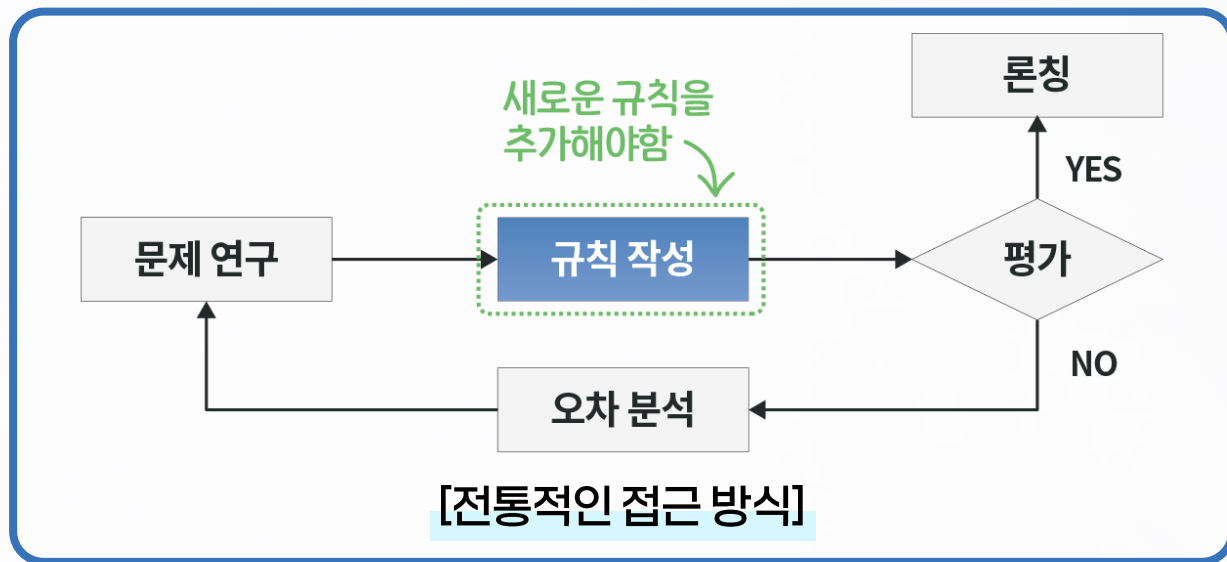 론칭
새로운 규칙을
추가해야함
YES
문제 연구
규칙 작성
평가
NO
오차 분석
[전통적인 접근 방식]